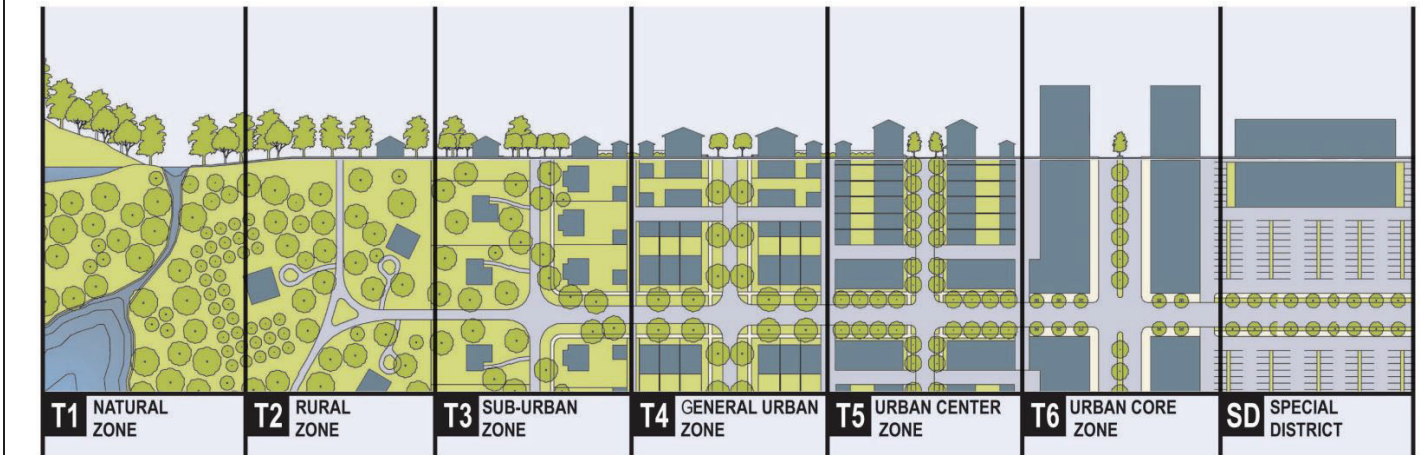 T1 NATURAL
ZONE
T2 RURAL
ZONE
T3 SUB-URBAN
ZONE
T4 GENERAL URBAN
ZONE
T5 URBAN CENTER
ZONE
T6 URBAN CORE
ZONE
SD SPECIAL
DISTRICT